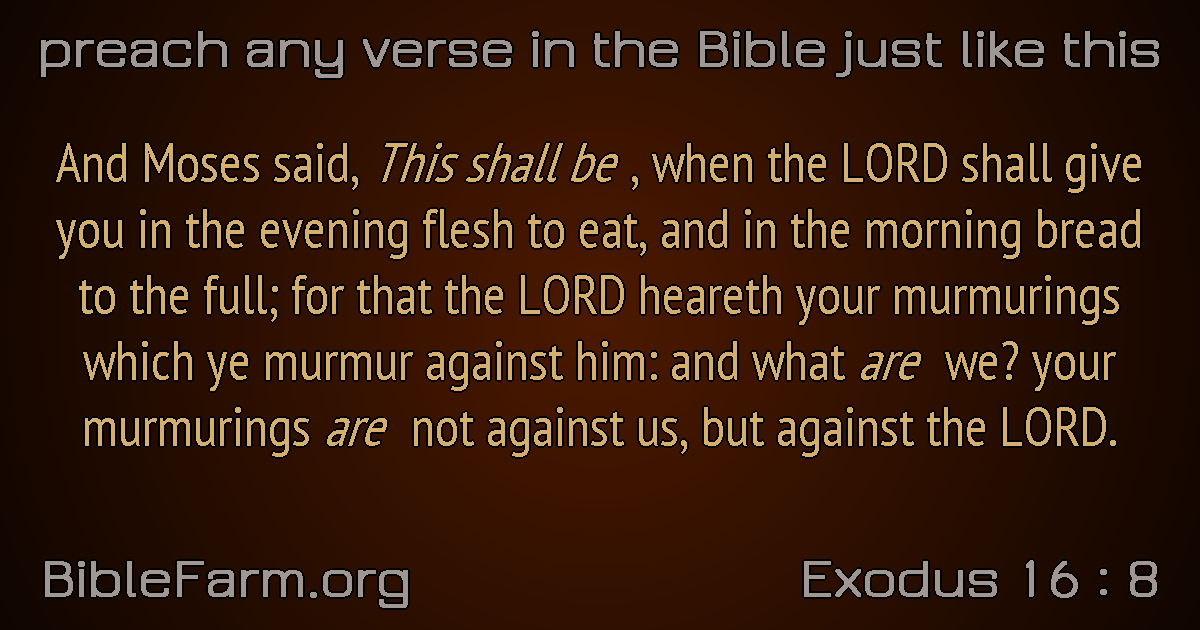 preach any verse in the Bible just like this
And Moses said, This shall be , when the LORD shall give
you in the evening flesh to eat, and in the morning bread
to the full; for that the LORD heareth your murmurings
which ye murmur against him: and what are we? your
murmurings are not against us, but against the LORD.
BibleFarm.org
Exodus 16 : 8